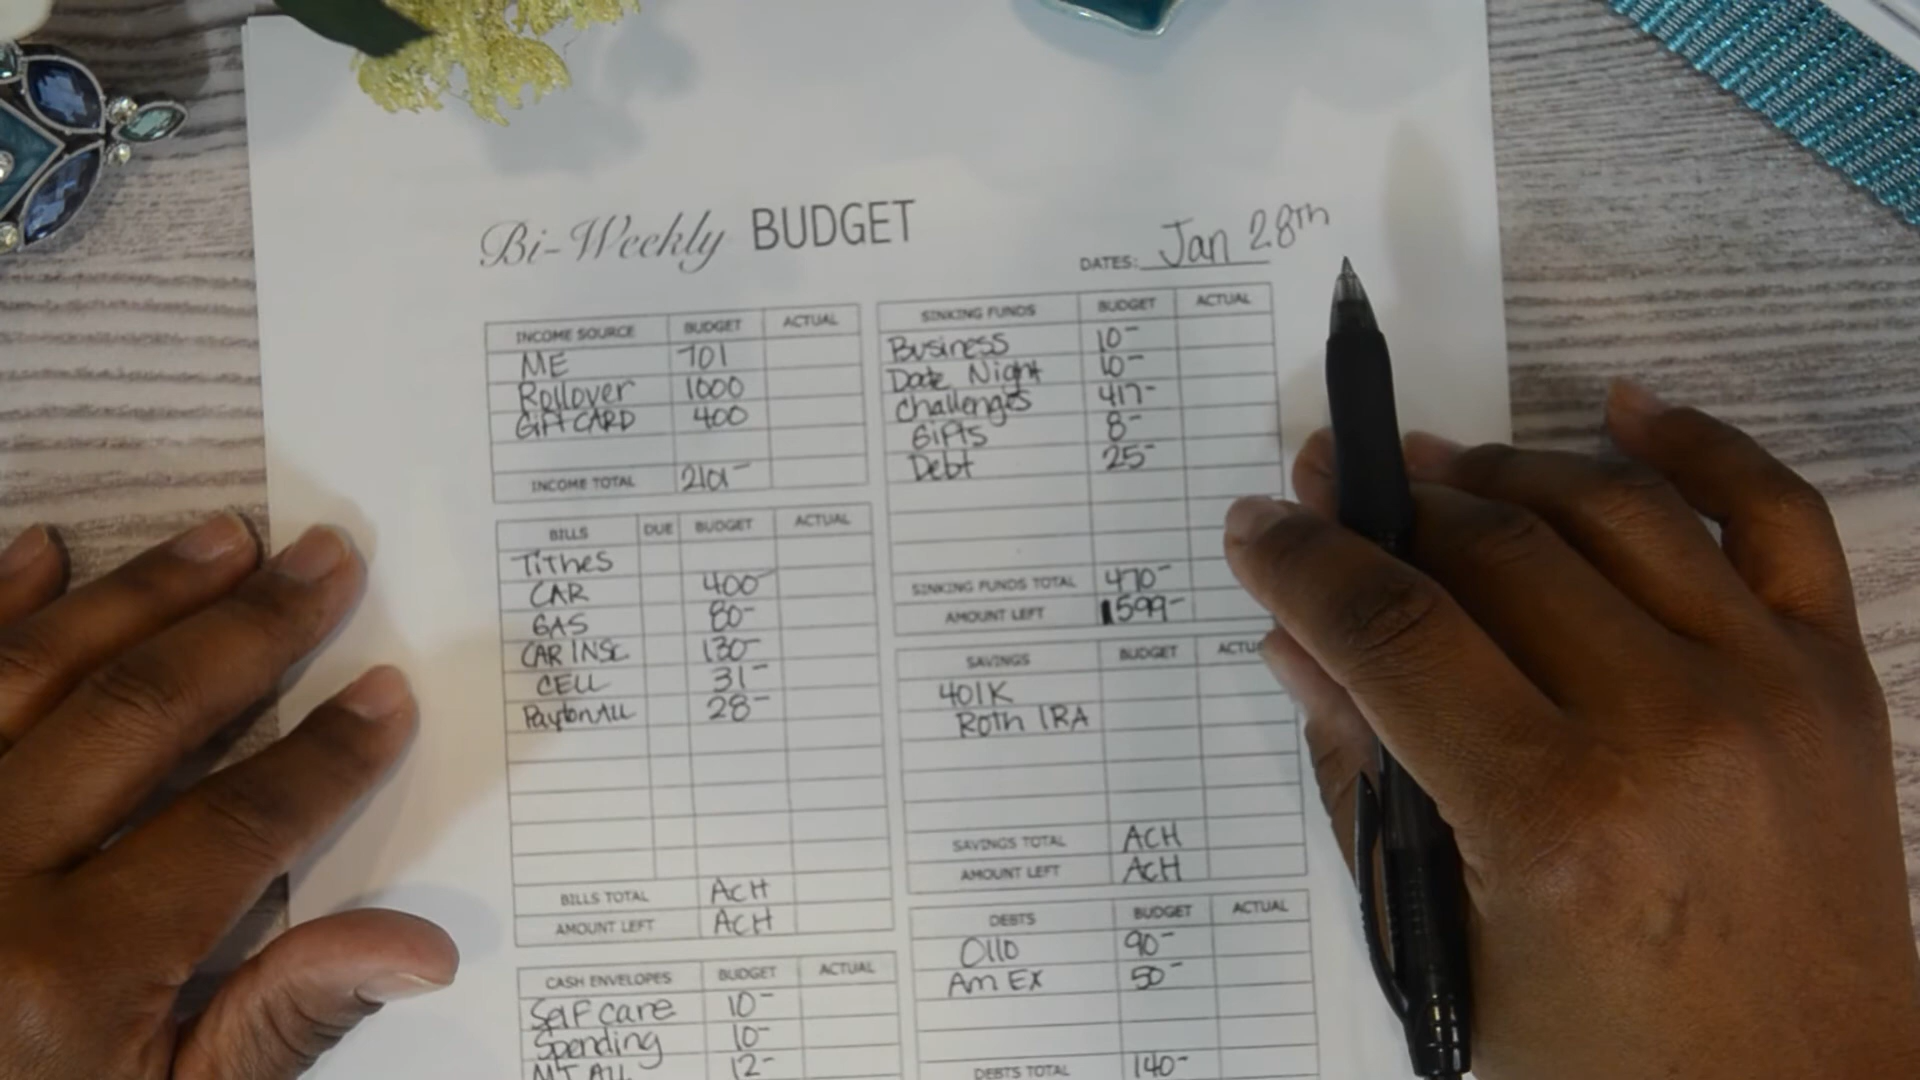 Bi-Weekly BUDGET
DATES: Jan 28th
INCOME SOURCE BUDGET ACTUAL
ME 701
Rollover 1000
Gift CARD 400
INCOME TOTAL 2101-
BILLS DUE BUDGET ACTUAL
Tithes
CAR 400-
GAS 80-
CAR INSC 130-
CELL 31-
28-
BILLS TOTAL ACH
AMOUNT LEFT ACH
CASH ENVELOPES BUDGET ACTUAL
Self care 10-
Spending 10-
12-
SINKING FUNDS BUDGET ACTUAL
Business 10-
Date Night 10-
Challenges 417-
Gifts 8-
Debt 25-
SINKING FUNDS TOTAL 470-
AMOUNT LEFT 1599-
SAVINGS BUDGET
401K
Roth IRA
SAVINGS TOTAL ACH
AMOUNT LEFT ACH
DEBTS BUDGET ACTUAL
Ollo 90-
Am EX 50-
DEBTS TOTAL 140-